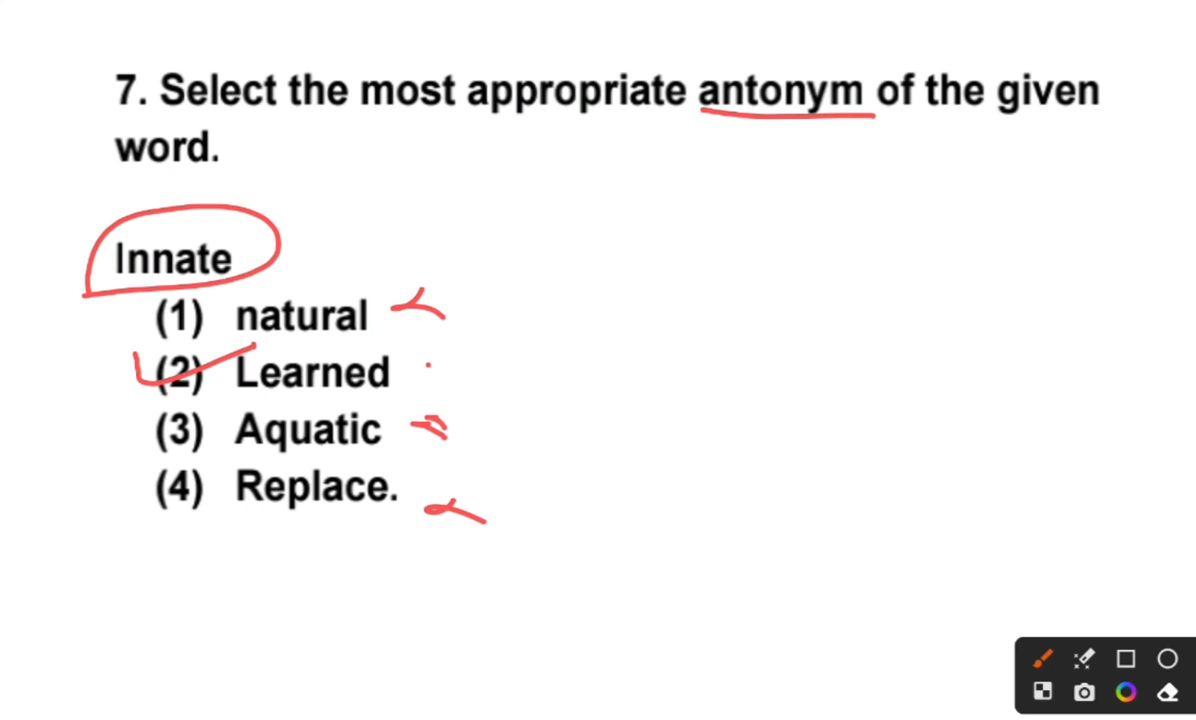 7. Select the most appropriate antonym of the given
word.
Innate
(1) natural
(2) Learned
(3) Aquatic
(4) Replace.